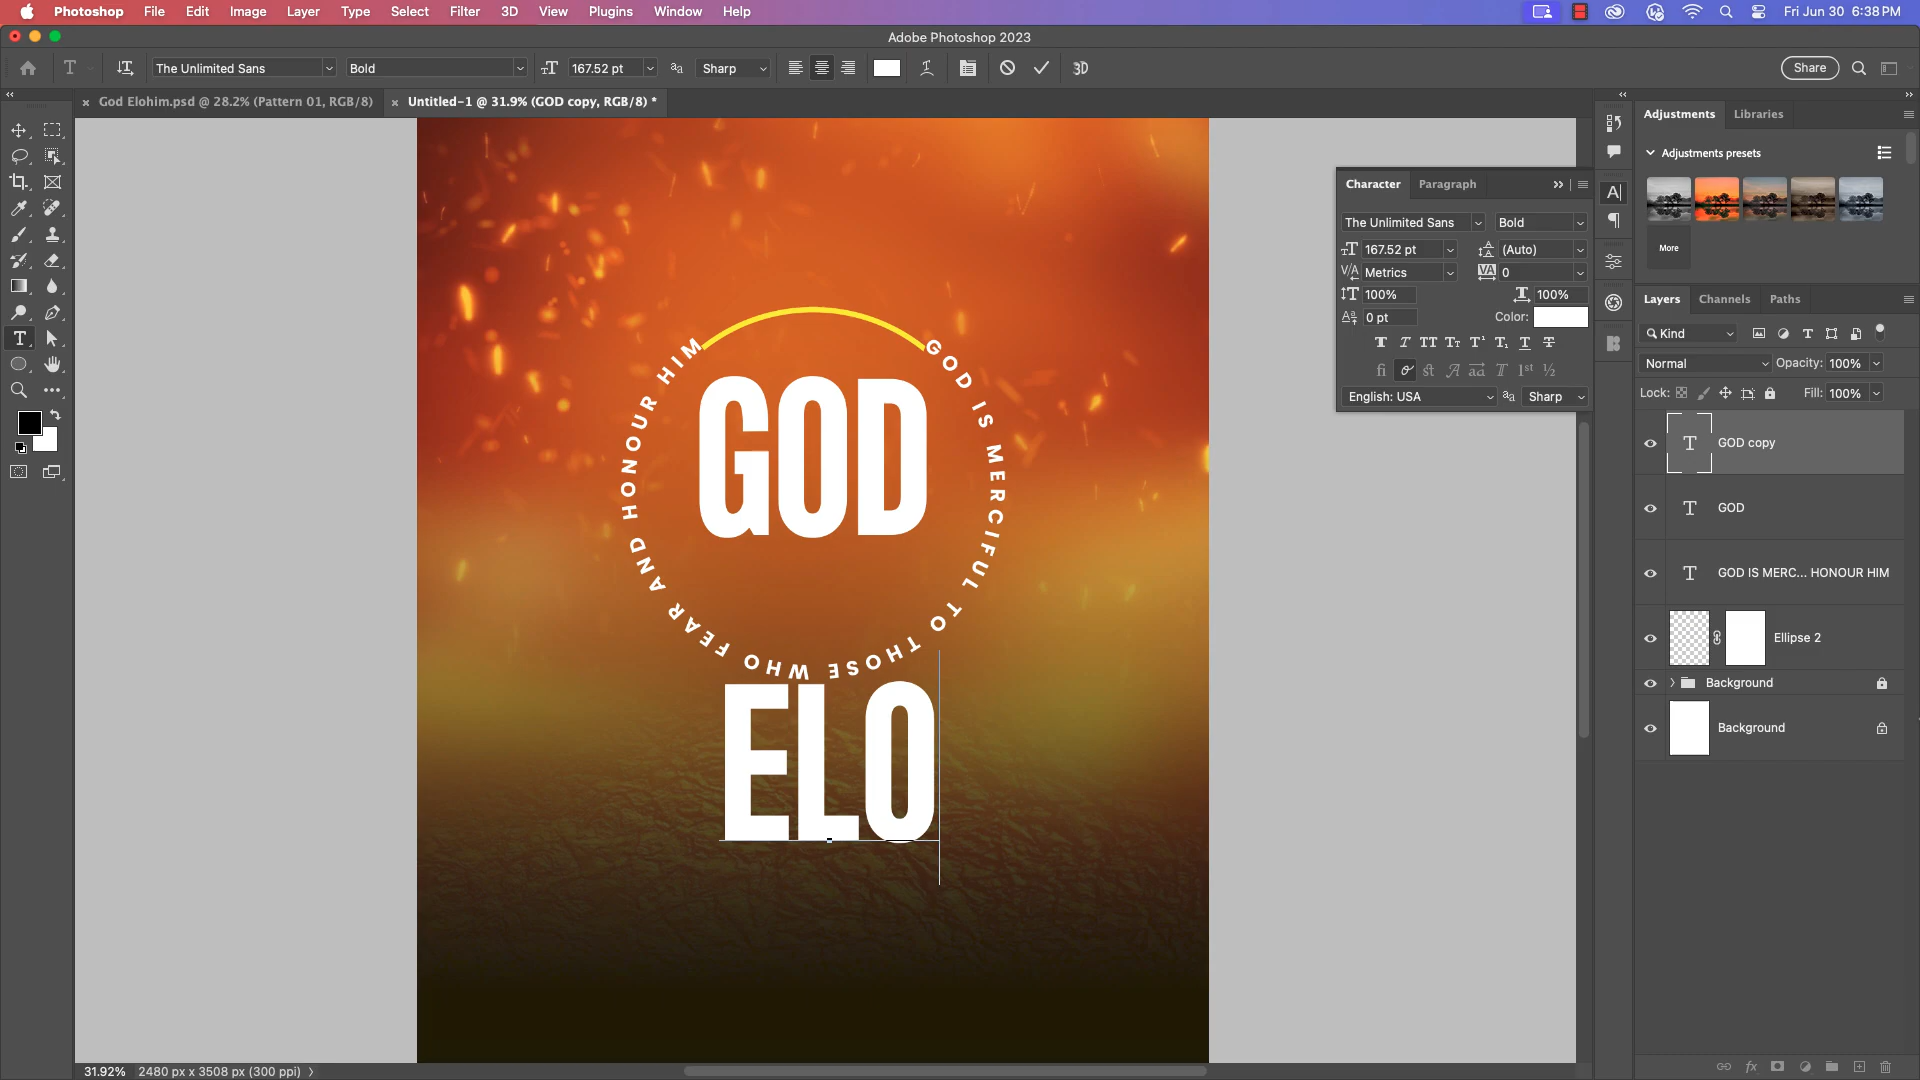 Photoshop File Edit Image Layer Type Select Filter 3D View Plugins Window Help Fri Jun 30 6:38 PM
Adobe Photoshop 2023
The Unlimited Sans Bold 167.52 pt Sharp 3D Share
God Elohim.psd @ 28.2% (Pattern 01, RGB/8) Untitled-1 @ 31.9% (GOD copy, RGB/8) *
Adjustments Libraries
Adjustments presets
More
Character Paragraph
The Unlimited Sans Bold
167.52 pt (Auto)
Metrics 0
100% 100%
0 pt Color:
English: USA Sharp
Layers Channels Paths
Kind
Normal Opacity: 100%
Lock: Fill: 100%
GOD copy
GOD
GOD IS MERC... HONOUR HIM
Ellipse 2
Background
Background
GOD IS MERCIFUL TO THOSE WHO FEAR AND HONOUR HIM
GOD
ELO
31.92% 2480 px x 3508 px (300 ppi)